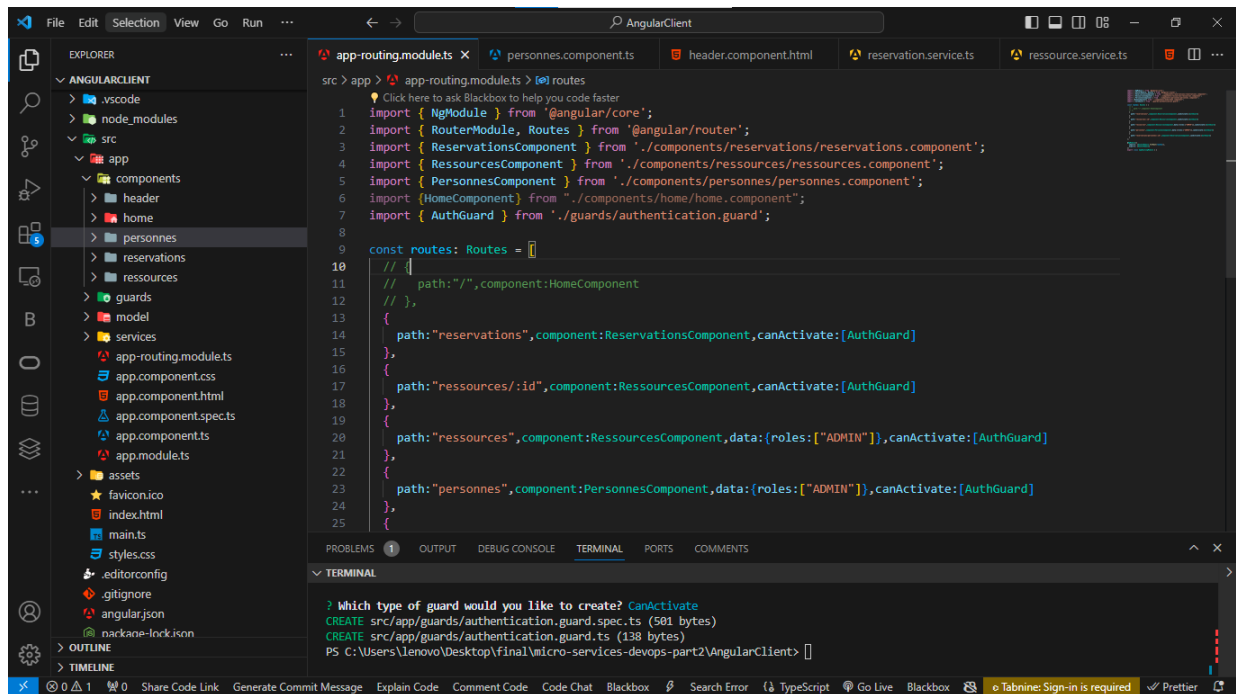 File Edit Selection View Go Run ··· ← → AngularClient
EXPLORER ···
ANGULARCLIENT
.vscode
node_modules
src
app
components
header
home
personnes
reservations
ressources
guards
model
services
app-routing.module.ts
app.component.css
app.component.html
app.component.spec.ts
app.component.ts
app.module.ts
assets
favicon.ico
index.html
main.ts
styles.css
.editorconfig
.gitignore
angular.json
package-lock.json
OUTLINE
TIMELINE
5
B
app-routing.module.ts × personnes.component.ts header.component.html reservation.service.ts ressource.service.ts ···
src > app > app-routing.module.ts > routes
Click here to ask Blackbox to help you code faster
1 import { NgModule } from '@angular/core';
2 import { RouterModule, Routes } from '@angular/router';
3 import { ReservationsComponent } from './components/reservations/reservations.component';
4 import { RessourcesComponent } from './components/ressources/ressources.component';
5 import { PersonnesComponent } from './components/personnes/personnes.component';
6 import {HomeComponent} from "./components/home/home.component";
7 import { AuthGuard } from './guards/authentication.guard';
8
9 const routes: Routes = [
10 // {
11 //   path:"/",component:HomeComponent
12 // },
13 {
14 path:"reservations",component:ReservationsComponent,canActivate:[AuthGuard]
15 },
16 {
17 path:"ressources/:id",component:RessourcesComponent,canActivate:[AuthGuard]
18 },
19 {
20 path:"ressources",component:RessourcesComponent,data:{roles:["ADMIN"]},canActivate:[AuthGuard]
21 },
22 {
23 path:"personnes",component:PersonnesComponent,data:{roles:["ADMIN"]},canActivate:[AuthGuard]
24 },
25 {
PROBLEMS 1 OUTPUT DEBUG CONSOLE TERMINAL PORTS COMMENTS
TERMINAL
? Which type of guard would you like to create? CanActivate
CREATE src/app/guards/authentication.guard.spec.ts (501 bytes)
CREATE src/app/guards/authentication.guard.ts (138 bytes)
PS C:\Users\lenovo\Desktop\final\micro-services-devops-part2\AngularClient>
0 1 0 Share Code Link Generate Commit Message Explain Code Comment Code Code Chat Blackbox Search Error TypeScript Go Live Blackbox Tabnine: Sign-in is required Prettier